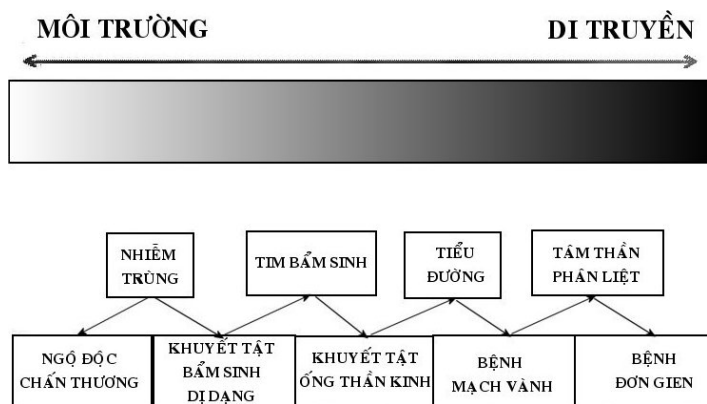 MÔI TRƯỜNG
DI TRUYỀN
NHIỄM
TRÙNG
TIM BẨM SINH
TIỂU
ĐƯỜNG
TÂM THẦN
PHÂN LIỆT
NGỘ ĐỘC
CHẤN THƯƠNG
KHUYẾT TẬT
BẨM SINH
DỊ DẠNG
KHUYẾT TẬT
ỐNG THẦN KINH
BỆNH
MẠCH VÀNH
BỆNH
ĐƠN GIEN